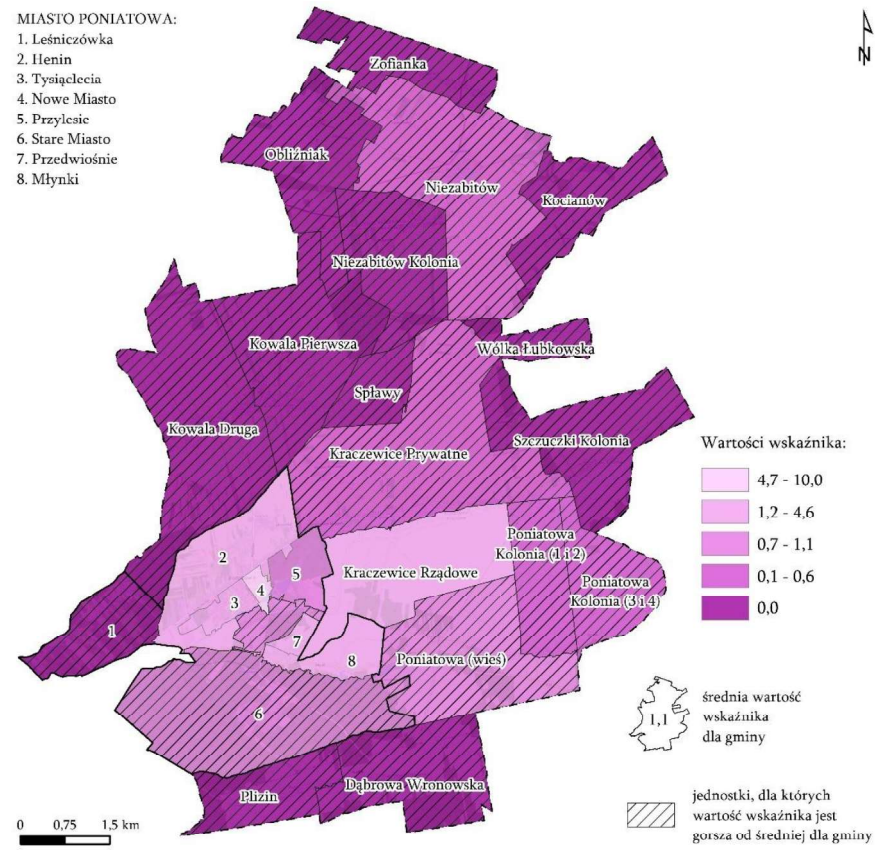 MIASTO PONIATOWA:
1. Leśniczówka
2. Henin
3. Tysiąclecia
4. Nowe Miasto
5. Przylesie
6. Stare Miasto
7. Przedwiośnie
8. Młynki
N
Zofianka
Obliźniak
Niezabitów
Kocianów
Niezabitów Kolonia
Kowala Pierwsza
Wólka Łubkowska
Spławy
Kowala Druga
Szczuczki Kolonia
Kraczewice Prywatne
Poniatowa
Kolonia (1 i 2)
Kraczewice Rządowe
Poniatowa
Kolonia (3 i 4)
2
5
4
3
1
7
8
Poniatowa (wieś)
6
Plizin
Dąbrowa Wronowska
Wartości wskaźnika:
4,7 - 10,0
1,2 - 4,6
0,7 - 1,1
0,1 - 0,6
0,0
1,1
średnia wartość
wskaźnika
dla gminy
jednostki, dla których
wartość wskaźnika jest
gorsza od średniej dla gminy
0 0,75 1,5 km